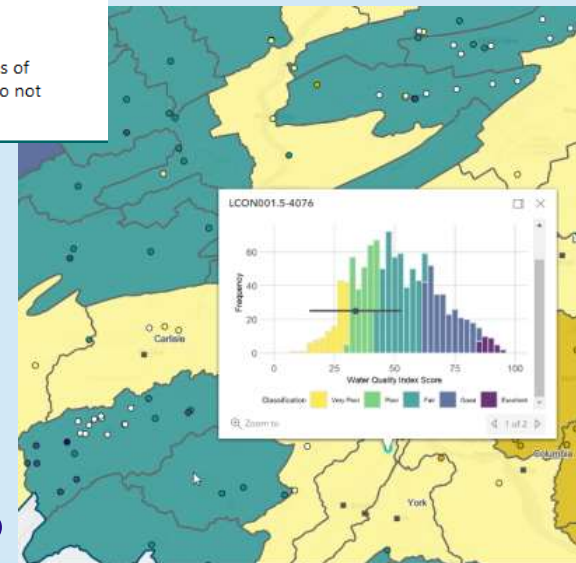 s of
o not
LCON001.5-4076
Frequency
60
40
20
0
0 25 50 75 100
Water Quality Index Score
Classification Very Poor Poor Fair Good Excellent
Zoom to
1 of 2
Carlisle
Columbia
York